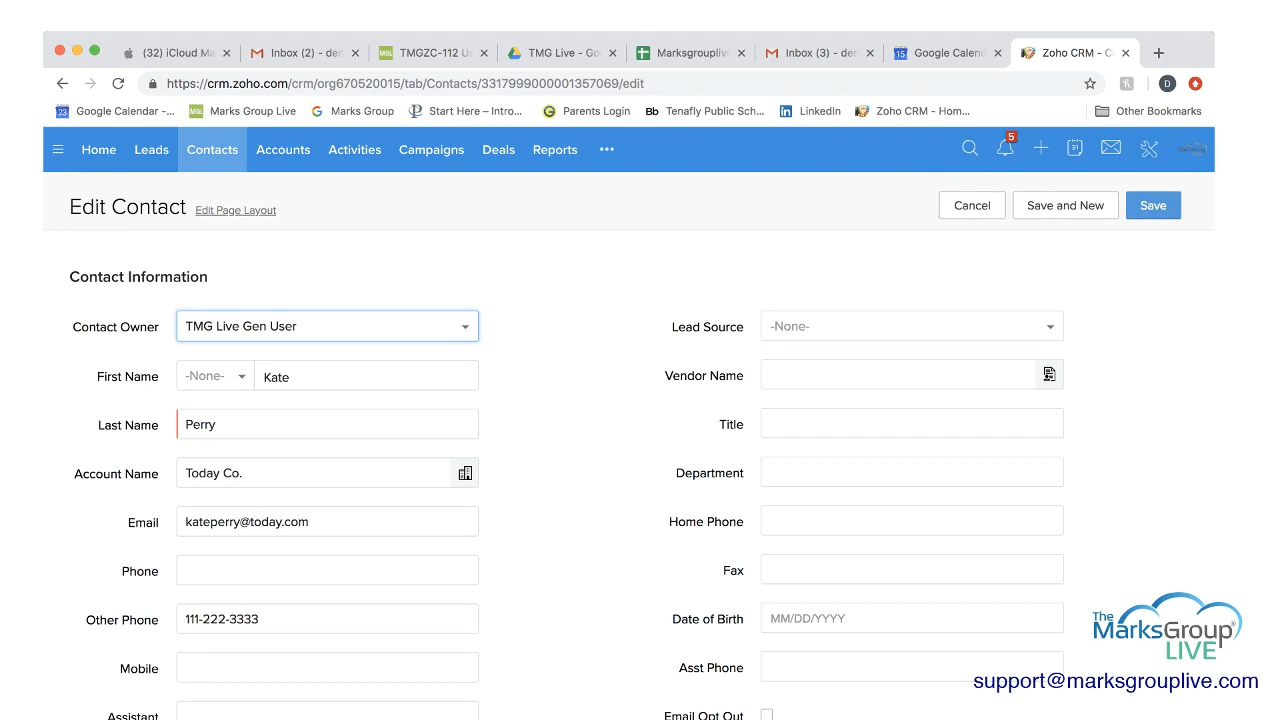 (32) iCloud Ma
Inbox (2) - den
TMGZC-112 U
TMG Live - Go
Marksgrouplive
Inbox (3) - den
Google Calend
Zoho CRM - C
https://crm.zoho.com/crm/org670520015/tab/Contacts/3317999000001357069/edit
D
Google Calendar -...
Marks Group Live
Marks Group
Start Here – Intro...
Parents Login
Bb Tenafly Public Sch...
LinkedIn
Zoho CRM - Hom...
Other Bookmarks
Home
Leads
Contacts
Accounts
Activities
Campaigns
Deals
Reports
•••
5
31
Edit Contact
Edit Page Layout
Cancel
Save and New
Save
Contact Information
Contact Owner
TMG Live Gen User
Lead Source
-None-
First Name
-None-
Kate
Vendor Name
Last Name
Perry
Title
Account Name
Today Co.
Department
Email
kateperry@today.com
Home Phone
Phone
Fax
Other Phone
111-222-3333
Date of Birth
MM/DD/YYYY
Mobile
Asst Phone
Assistant
Email Opt Out
The
MarksGroup®
LIVE
support@marksgrouplive.com